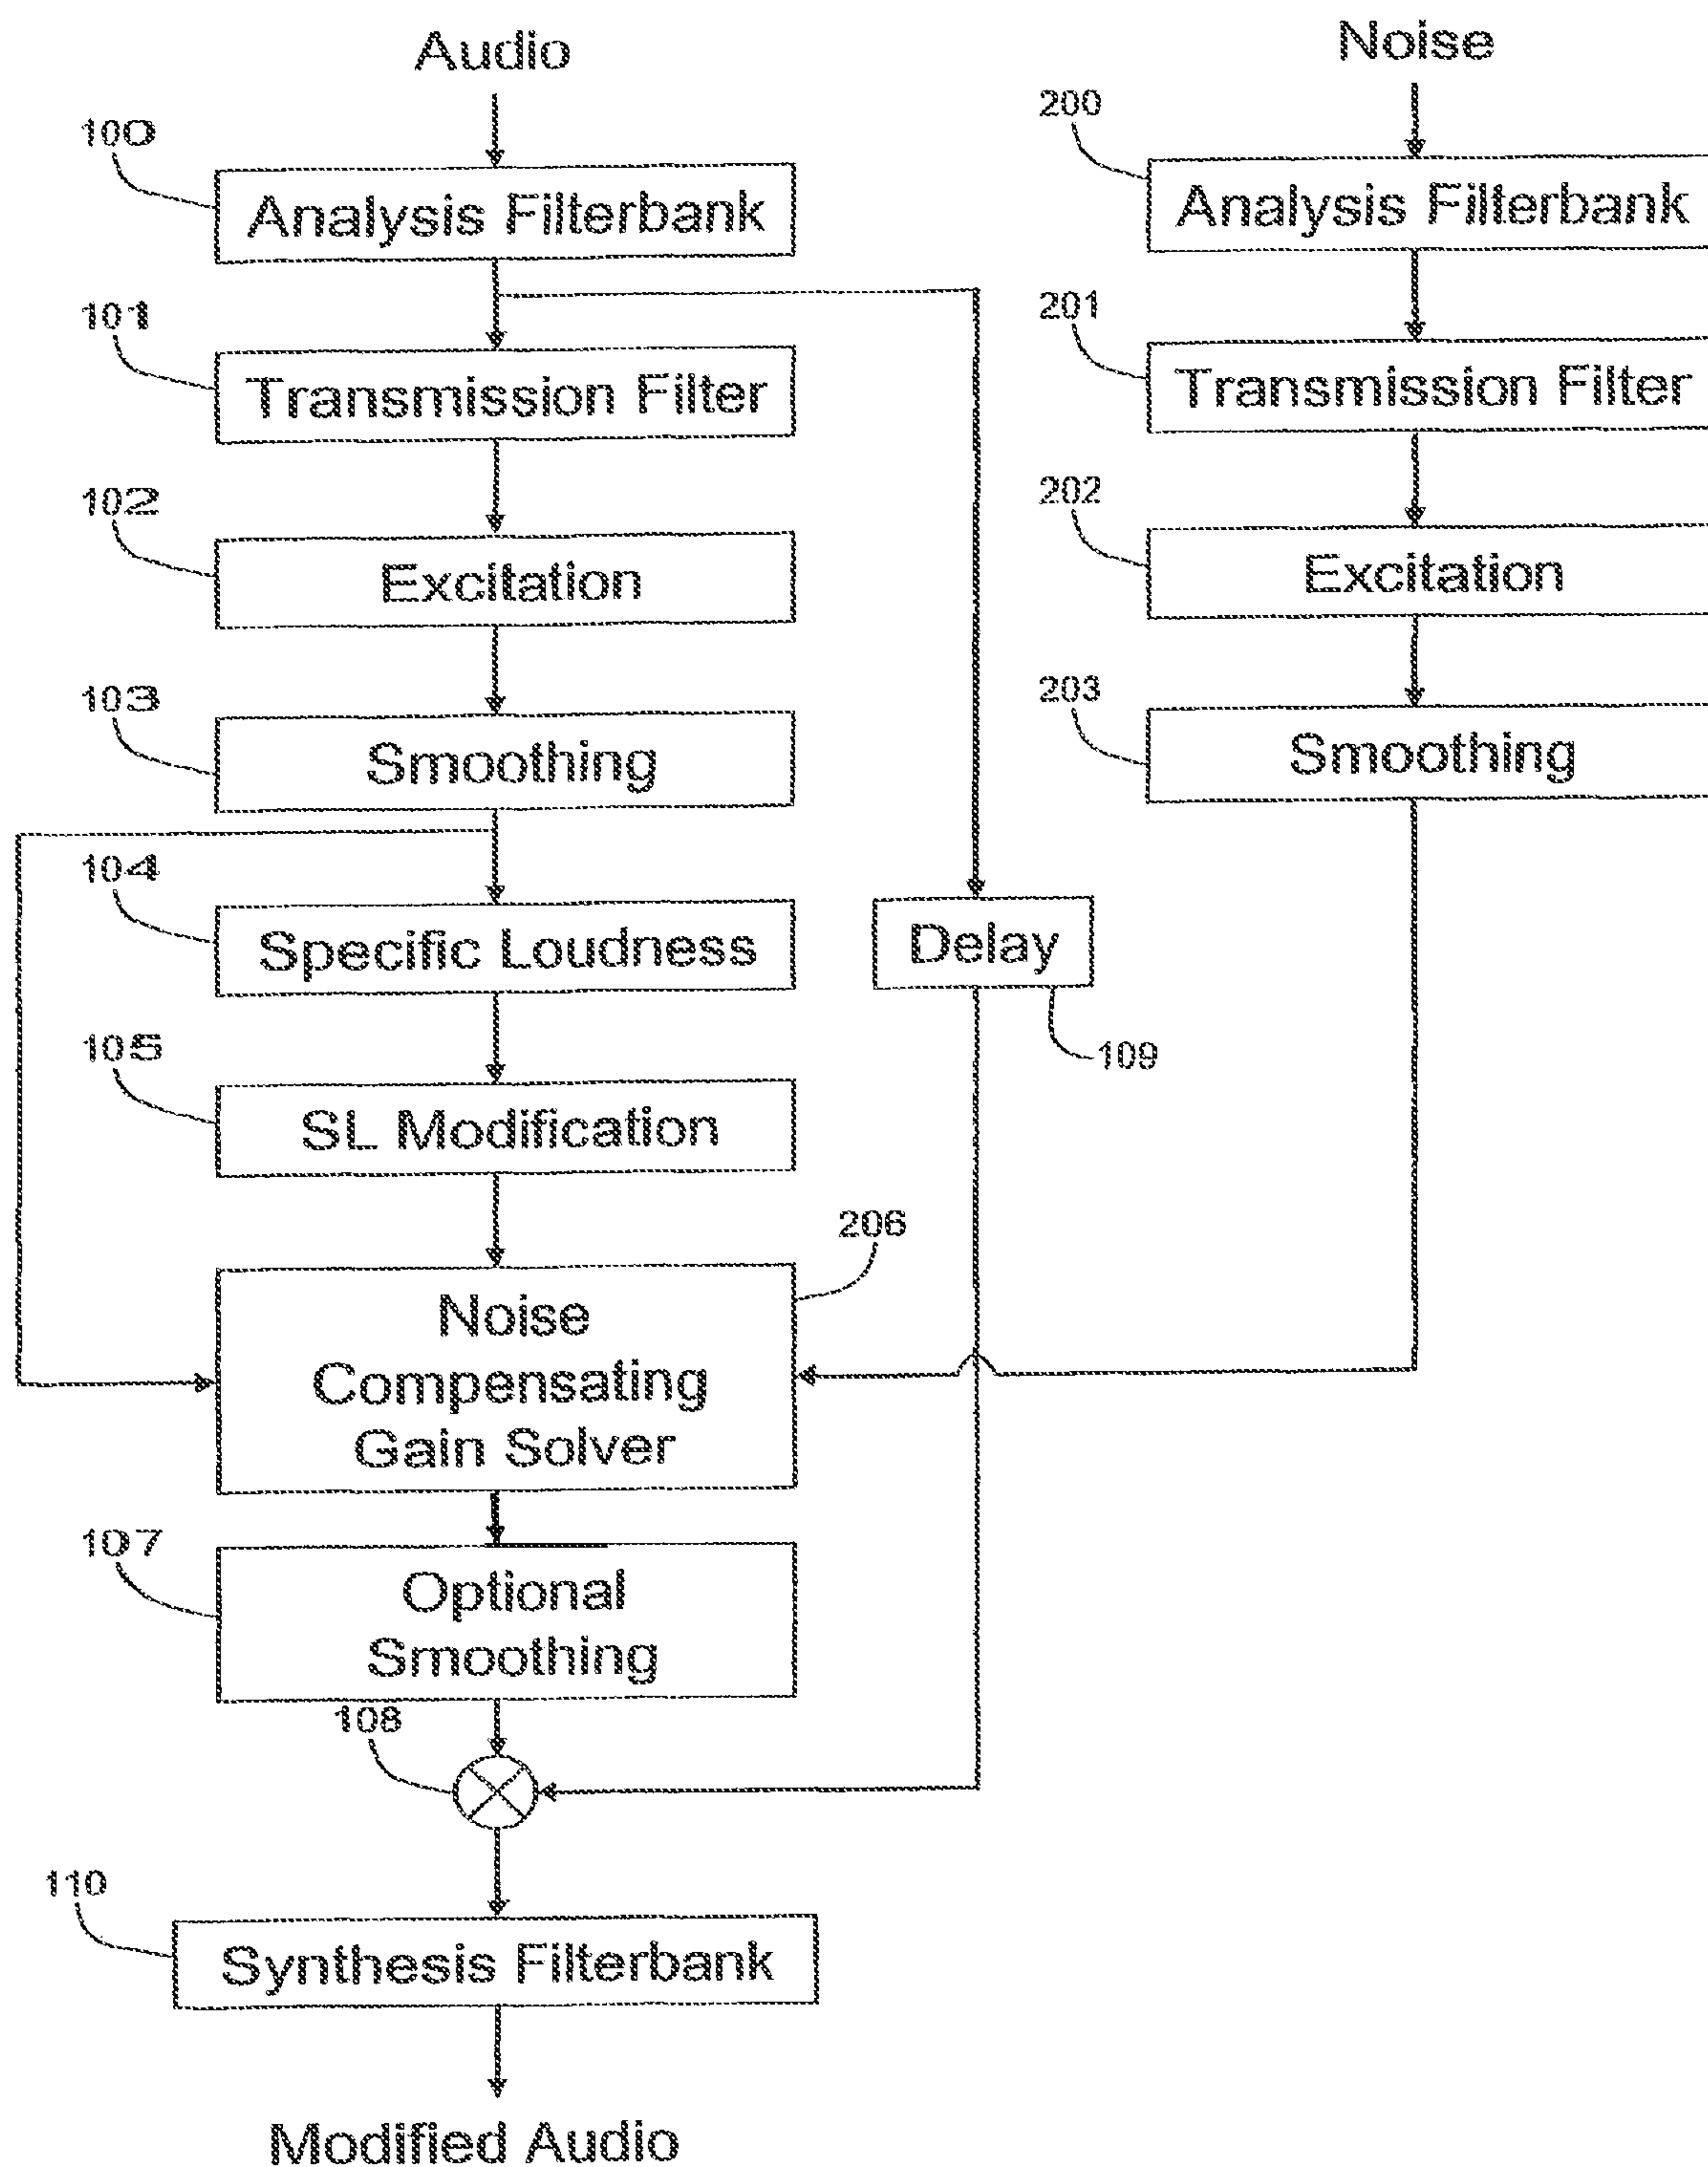 Audio
100
Analysis Filterbank
101
Transmission Filter
102
Excitation
103
Smoothing
104
Specific Loudness
105
SL Modification
206
Noise
Compensating
Gain Solver
107
Optional
Smoothing
108
110
Synthesis Filterbank
Modified Audio
Delay
109
Noise
200
Analysis Filterbank
201
Transmission Filter
202
Excitation
203
Smoothing